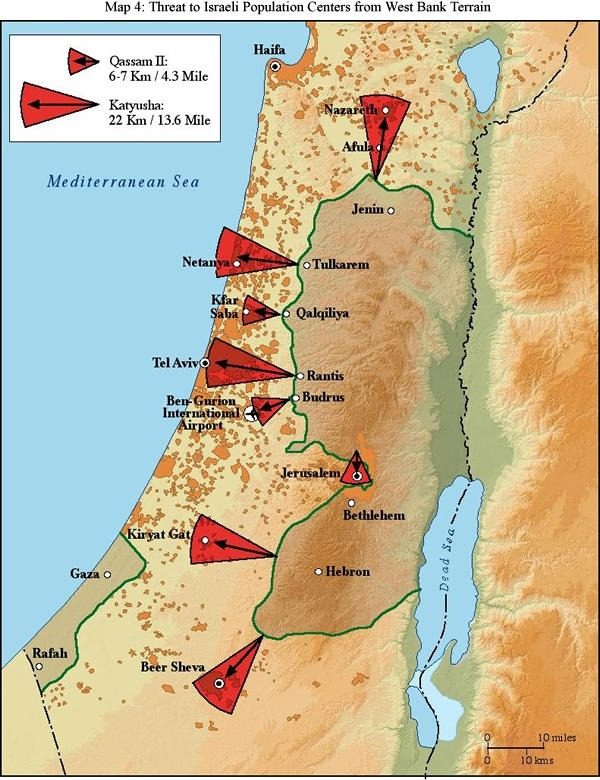 Map 4: Threat to Israeli Population Centers from West Bank Terrain
Qassam II:
6-7 Km / 4.3 Mile
Katyusha:
22 Km / 13.6 Mile
Haifa
Mediterranean Sea
Nazareth
Afula
Jenin
Netanya
Tulkarem
Kfar
Saba
Qalqiliya
Tel Aviv
Rantis
Ben-Gurion
International
Airport
Budrus
Jerusalem
Bethlehem
Kiryat Gat
Gaza
Hebron
Dead Sea
Rafah
Beer Sheva
0 10 miles
0 10 kms